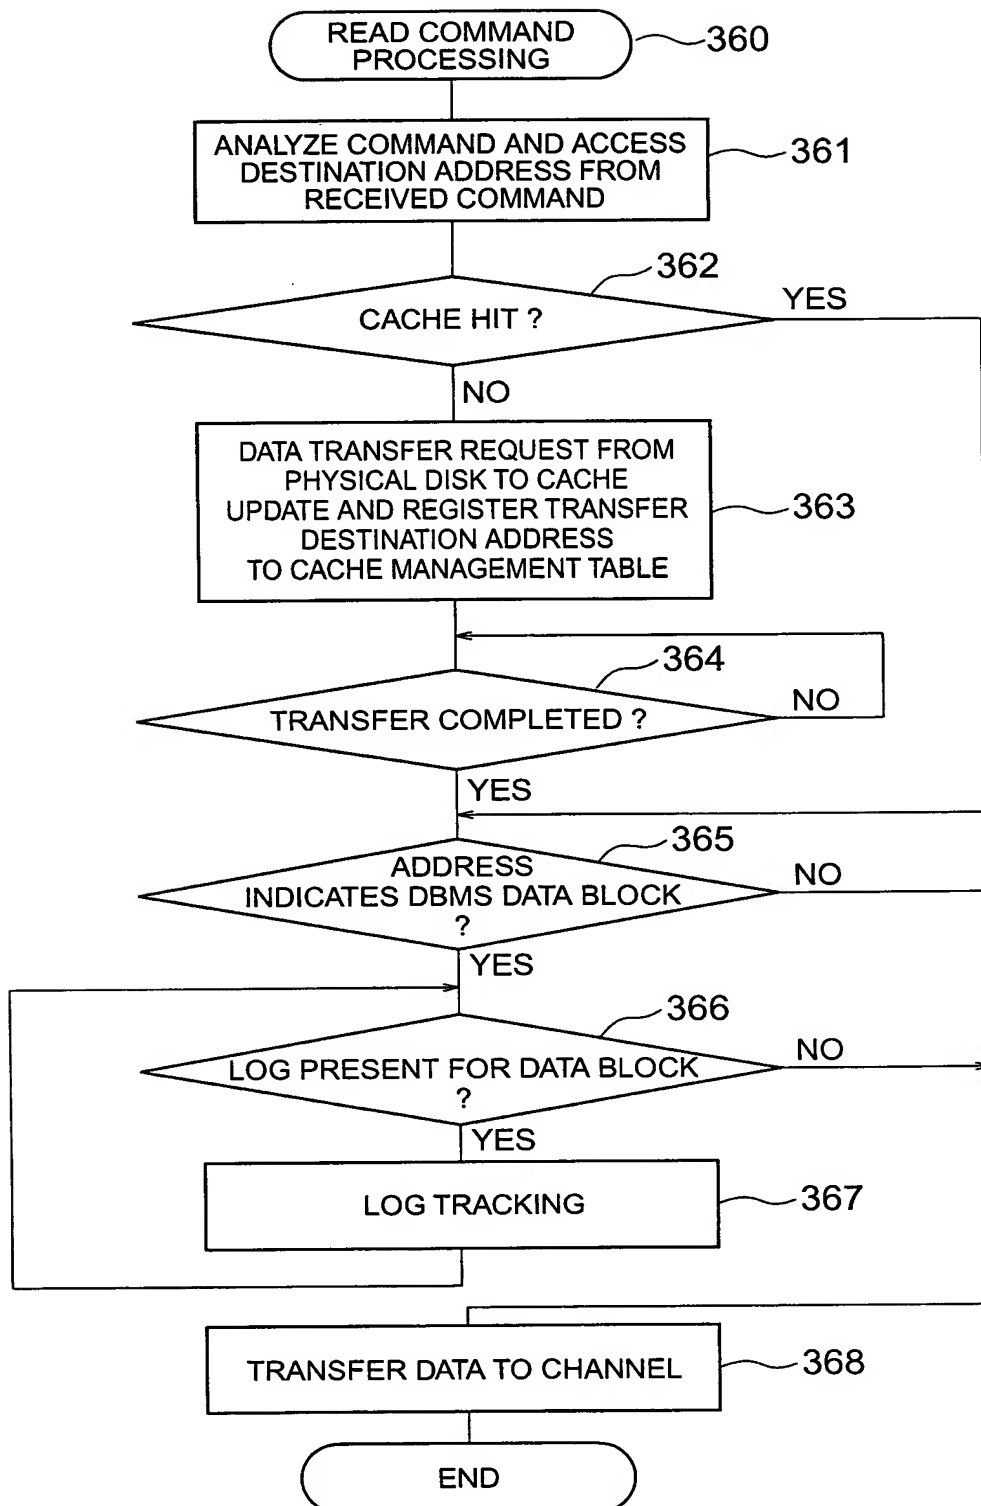 READ COMMAND
PROCESSING
360
ANALYZE COMMAND AND ACCESS
DESTINATION ADDRESS FROM
RECEIVED COMMAND
361
362
CACHE HIT ?
YES
NO
DATA TRANSFER REQUEST FROM
PHYSICAL DISK TO CACHE
UPDATE AND REGISTER TRANSFER
DESTINATION ADDRESS
TO CACHE MANAGEMENT TABLE
363
364
TRANSFER COMPLETED ?
NO
YES
365
ADDRESS
INDICATES DBMS DATA BLOCK
?
NO
YES
366
LOG PRESENT FOR DATA BLOCK
?
NO
YES
LOG TRACKING
367
TRANSFER DATA TO CHANNEL
368
END